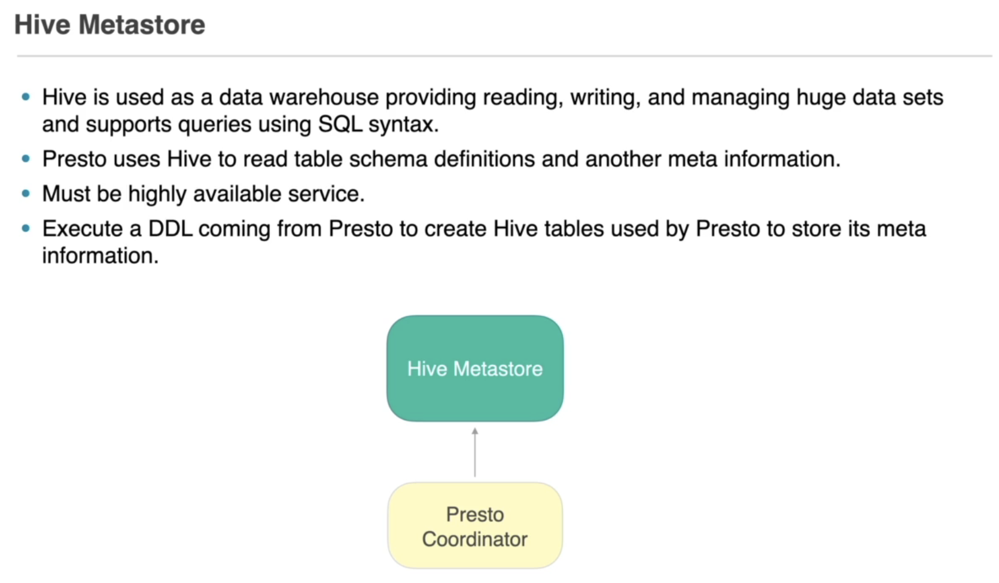 Hive Metastore
• Hive is used as a data warehouse providing reading, writing, and managing huge data sets
and supports queries using SQL syntax.
• Presto uses Hive to read table schema definitions and another meta information.
• Must be highly available service.
• Execute a DDL coming from Presto to create Hive tables used by Presto to store its meta
information.
Hive Metastore
Presto
Coordinator